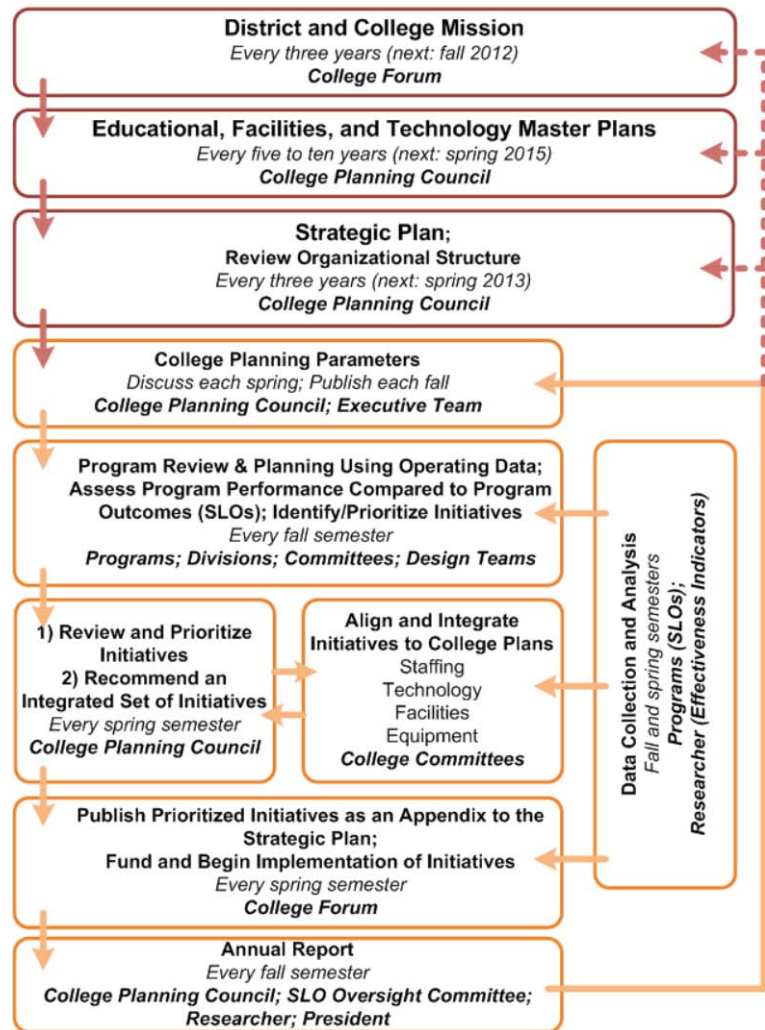 District and College Mission
Every three years (next: fall 2012)
College Forum
Educational, Facilities, and Technology Master Plans
Every five to ten years (next: spring 2015)
College Planning Council
Strategic Plan;
Review Organizational Structure
Every three years (next: spring 2013)
College Planning Council
College Planning Parameters
Discuss each spring; Publish each fall
College Planning Council; Executive Team
Program Review & Planning Using Operating Data;
Assess Program Performance Compared to Program
Outcomes (SLOs); Identify/Prioritize Initiatives
Every fall semester
Programs; Divisions; Committees; Design Teams
1) Review and Prioritize
Initiatives
2) Recommend an
Integrated Set of Initiatives
Every spring semester
College Planning Council
Align and Integrate
Initiatives to College Plans
Staffing
Technology
Facilities
Equipment
College Committees
Data Collection and Analysis
Fall and spring semesters
Programs (SLOs);
Researcher (Effectiveness Indicators)
Publish Prioritized Initiatives as an Appendix to the
Strategic Plan;
Fund and Begin Implementation of Initiatives
Every spring semester
College Forum
Annual Report
Every fall semester
College Planning Council; SLO Oversight Committee;
Researcher; President